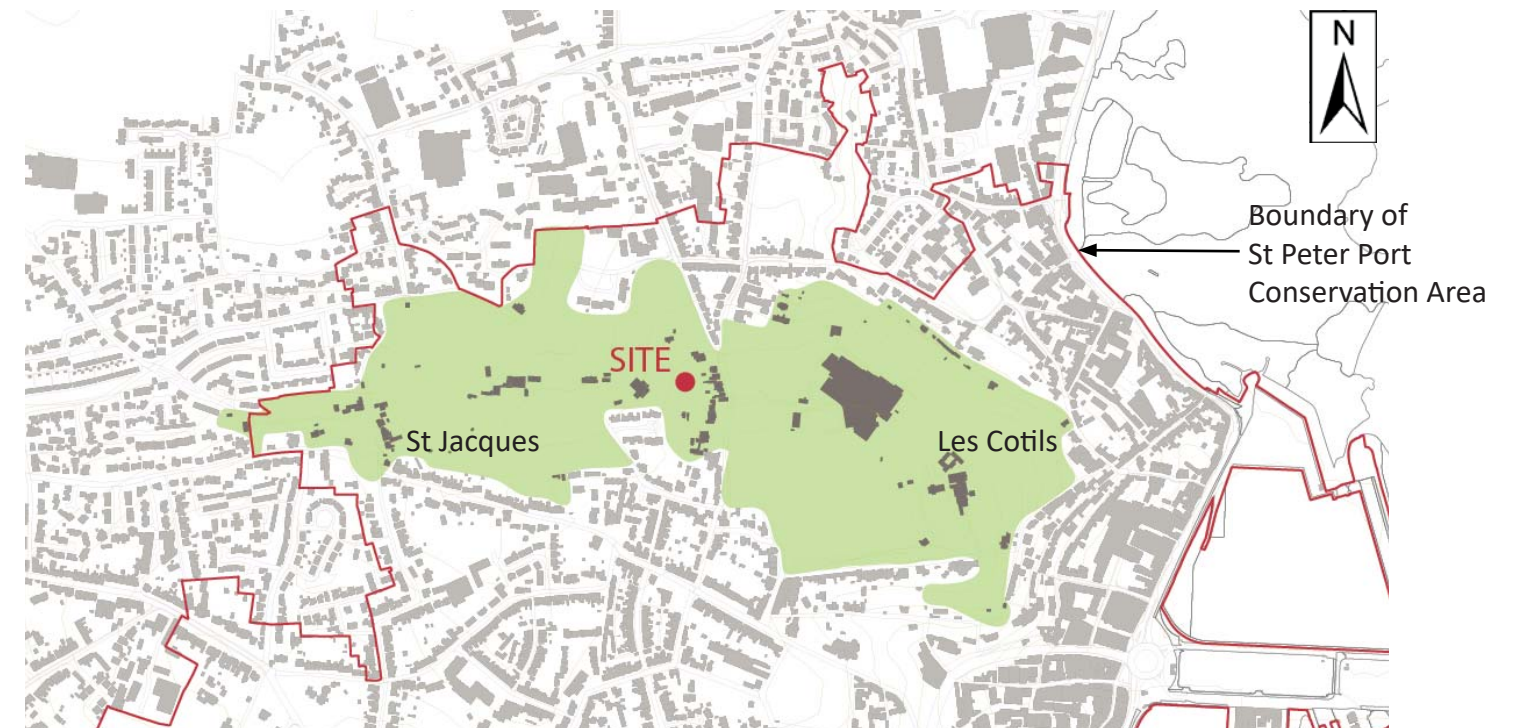 N
Boundary of
St Peter Port
Conservation Area
SITE
St Jacques
Les Cotils